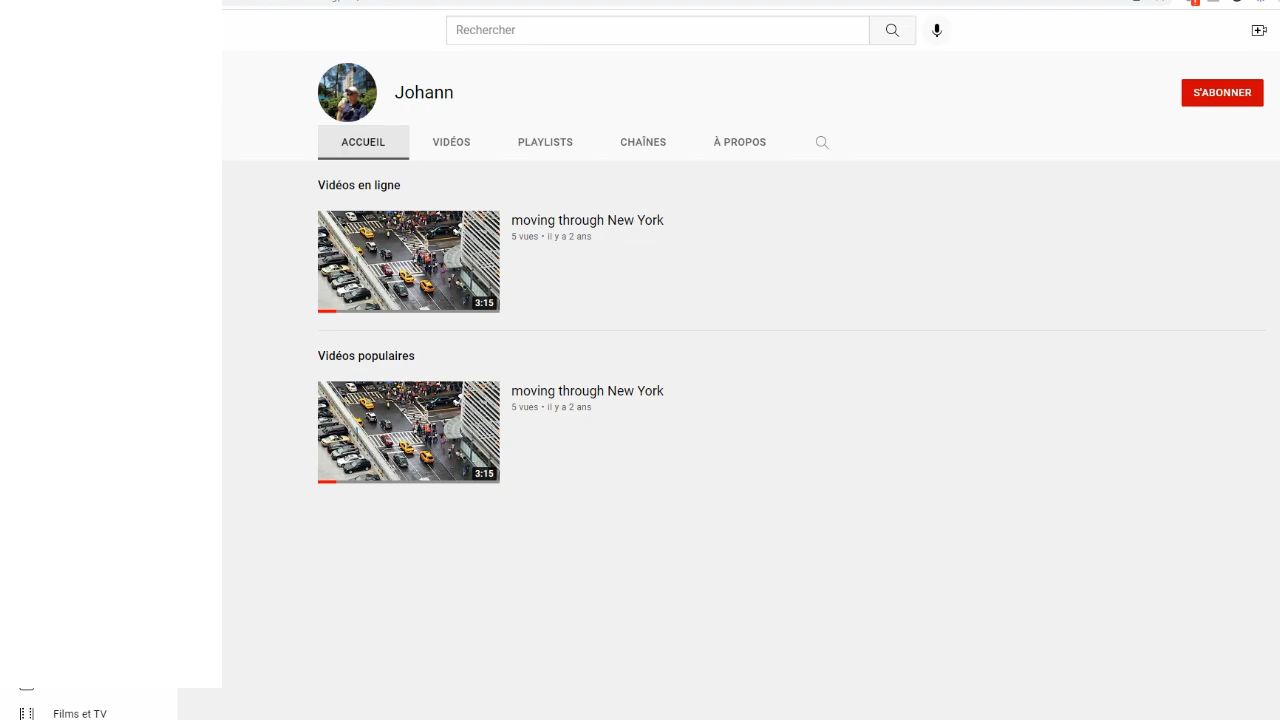 Rechercher
Johann
S'ABONNER
ACCUEIL VIDÉOS PLAYLISTS CHAÎNES À PROPOS
Vidéos en ligne
moving through New York
5 vues • il y a 2 ans
3:15
Vidéos populaires
moving through New York
5 vues • il y a 2 ans
3:15
Films et TV